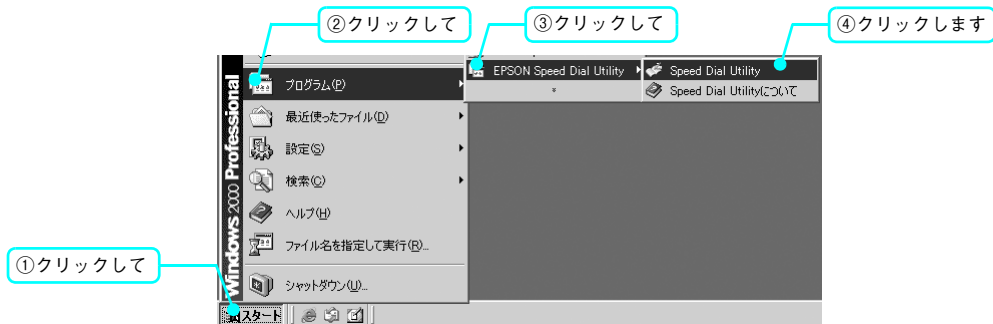 ②クリックして
③クリックして
④クリックします
プログラム(P)
EPSON Speed Dial Utility
Speed Dial Utility
Speed Dial Utilityについて
最近使ったファイル(D)
設定(S)
検索(C)
ヘルプ(H)
ファイル名を指定して実行(R)...
シャットダウン(U)...
Windows 2000 Professional
①クリックして
スタート